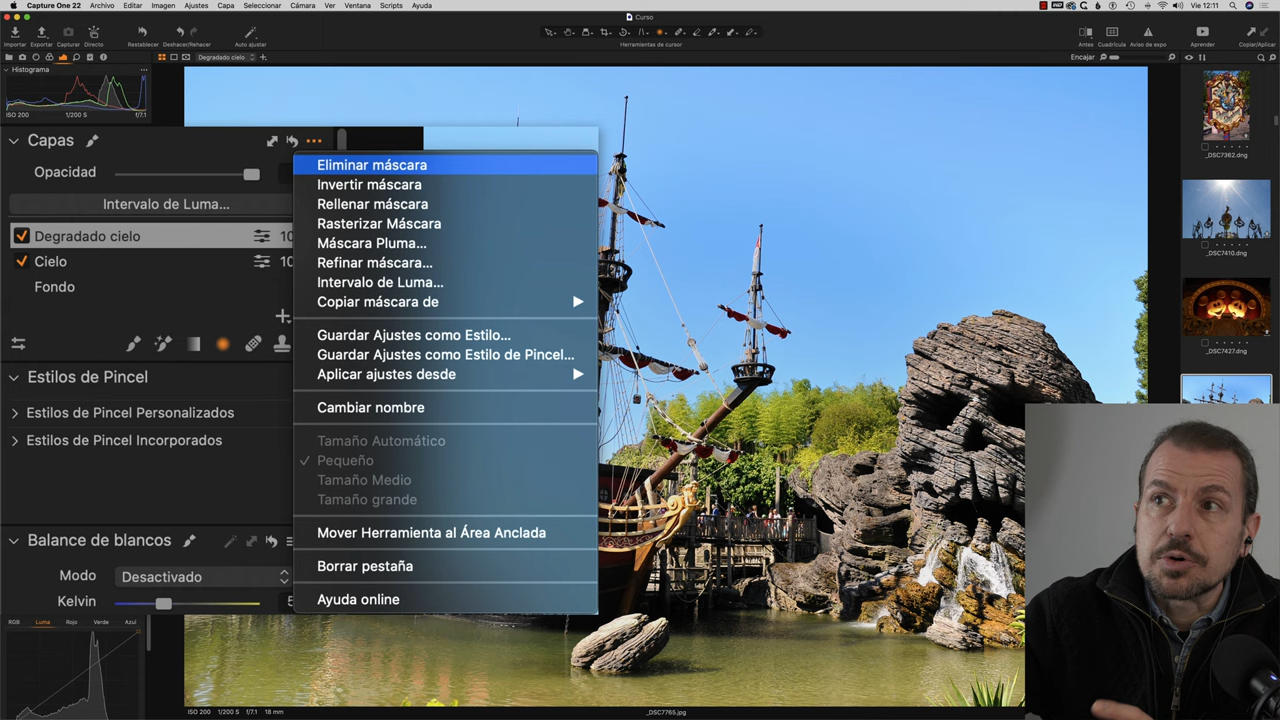 Capture One 22 Archivo Editar Imagen Ajustes Capa Seleccionar Cámaras Ver Ventana Scripts Ayuda
Vie 12:11
Curso
Importar Exportar Capturar Directo Restablecer Deshacer/Rehacer Auto ajustar
Herramientas de cursor
Antes Cuadrícula Aviso de expo Aprender Copiar/Aplicar
Degradado cielo
Encajar
Histograma
ISO 200 1/200 S f/7.1
Capas
Opacidad
Intervalo de Luma...
Degradado cielo
Cielo
Fondo
Estilos de Pincel
Estilos de Pincel Personalizados
Estilos de Pincel Incorporados
Balance de blancos
Modo Desactivado
Kelvin
RGB Luma Rojo Verde Azul
Eliminar máscara
Invertir máscara
Rellenar máscara
Rasterizar Máscara
Máscara Pluma...
Refinar máscara...
Intervalo de Luma...
Copiar máscara de
Guardar Ajustes como Estilo...
Guardar Ajustes como Estilo de Pincel...
Aplicar ajustes desde
Cambiar nombre
Tamaño Automático
Pequeño
Tamaño Medio
Tamaño grande
Mover Herramienta al Área Anclada
Borrar pestaña
Ayuda online
_DSC7362.dng
_DSC7410.dng
_DSC7427.dng
ISO 200 1/200 S f/7.1 18 mm
_DSC7765.jpg